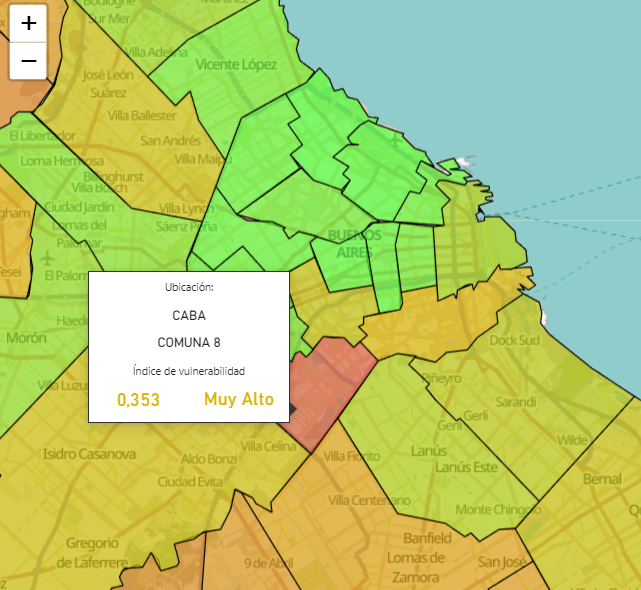 +
−
Boulogne
Sur Mer
Villa Adelina
Vicente López
José León
Suárez
Villa Ballester
El Libertador
San Andrés
Loma Hermosa
Villa Maipú
Billinghurst
Villa Bosch
Ciudad Jardín
Lomas del
Palomar
Villa Lynch
Sáenz Peña
BUENOS
AIRES
El Palomar
Ubicación:
CABA
COMUNA 8
Índice de vulnerabilidad
0,353 Muy Alto
Haedo
Morón
Dock Sud
Villa Luzu
Piñeyro
Sarandí
Gerli
Gerli
Wilde
Isidro Casanova
Aldo Bonzi
Villa Celina
Villa Fiorito
Lanús
Lanús Este
Ciudad Evita
Bernal
Villa Centenario
Monte Chingolo
Gregorio
de Laferrere
9 de Abril
Banfield
Lomas de
Zamora
San José